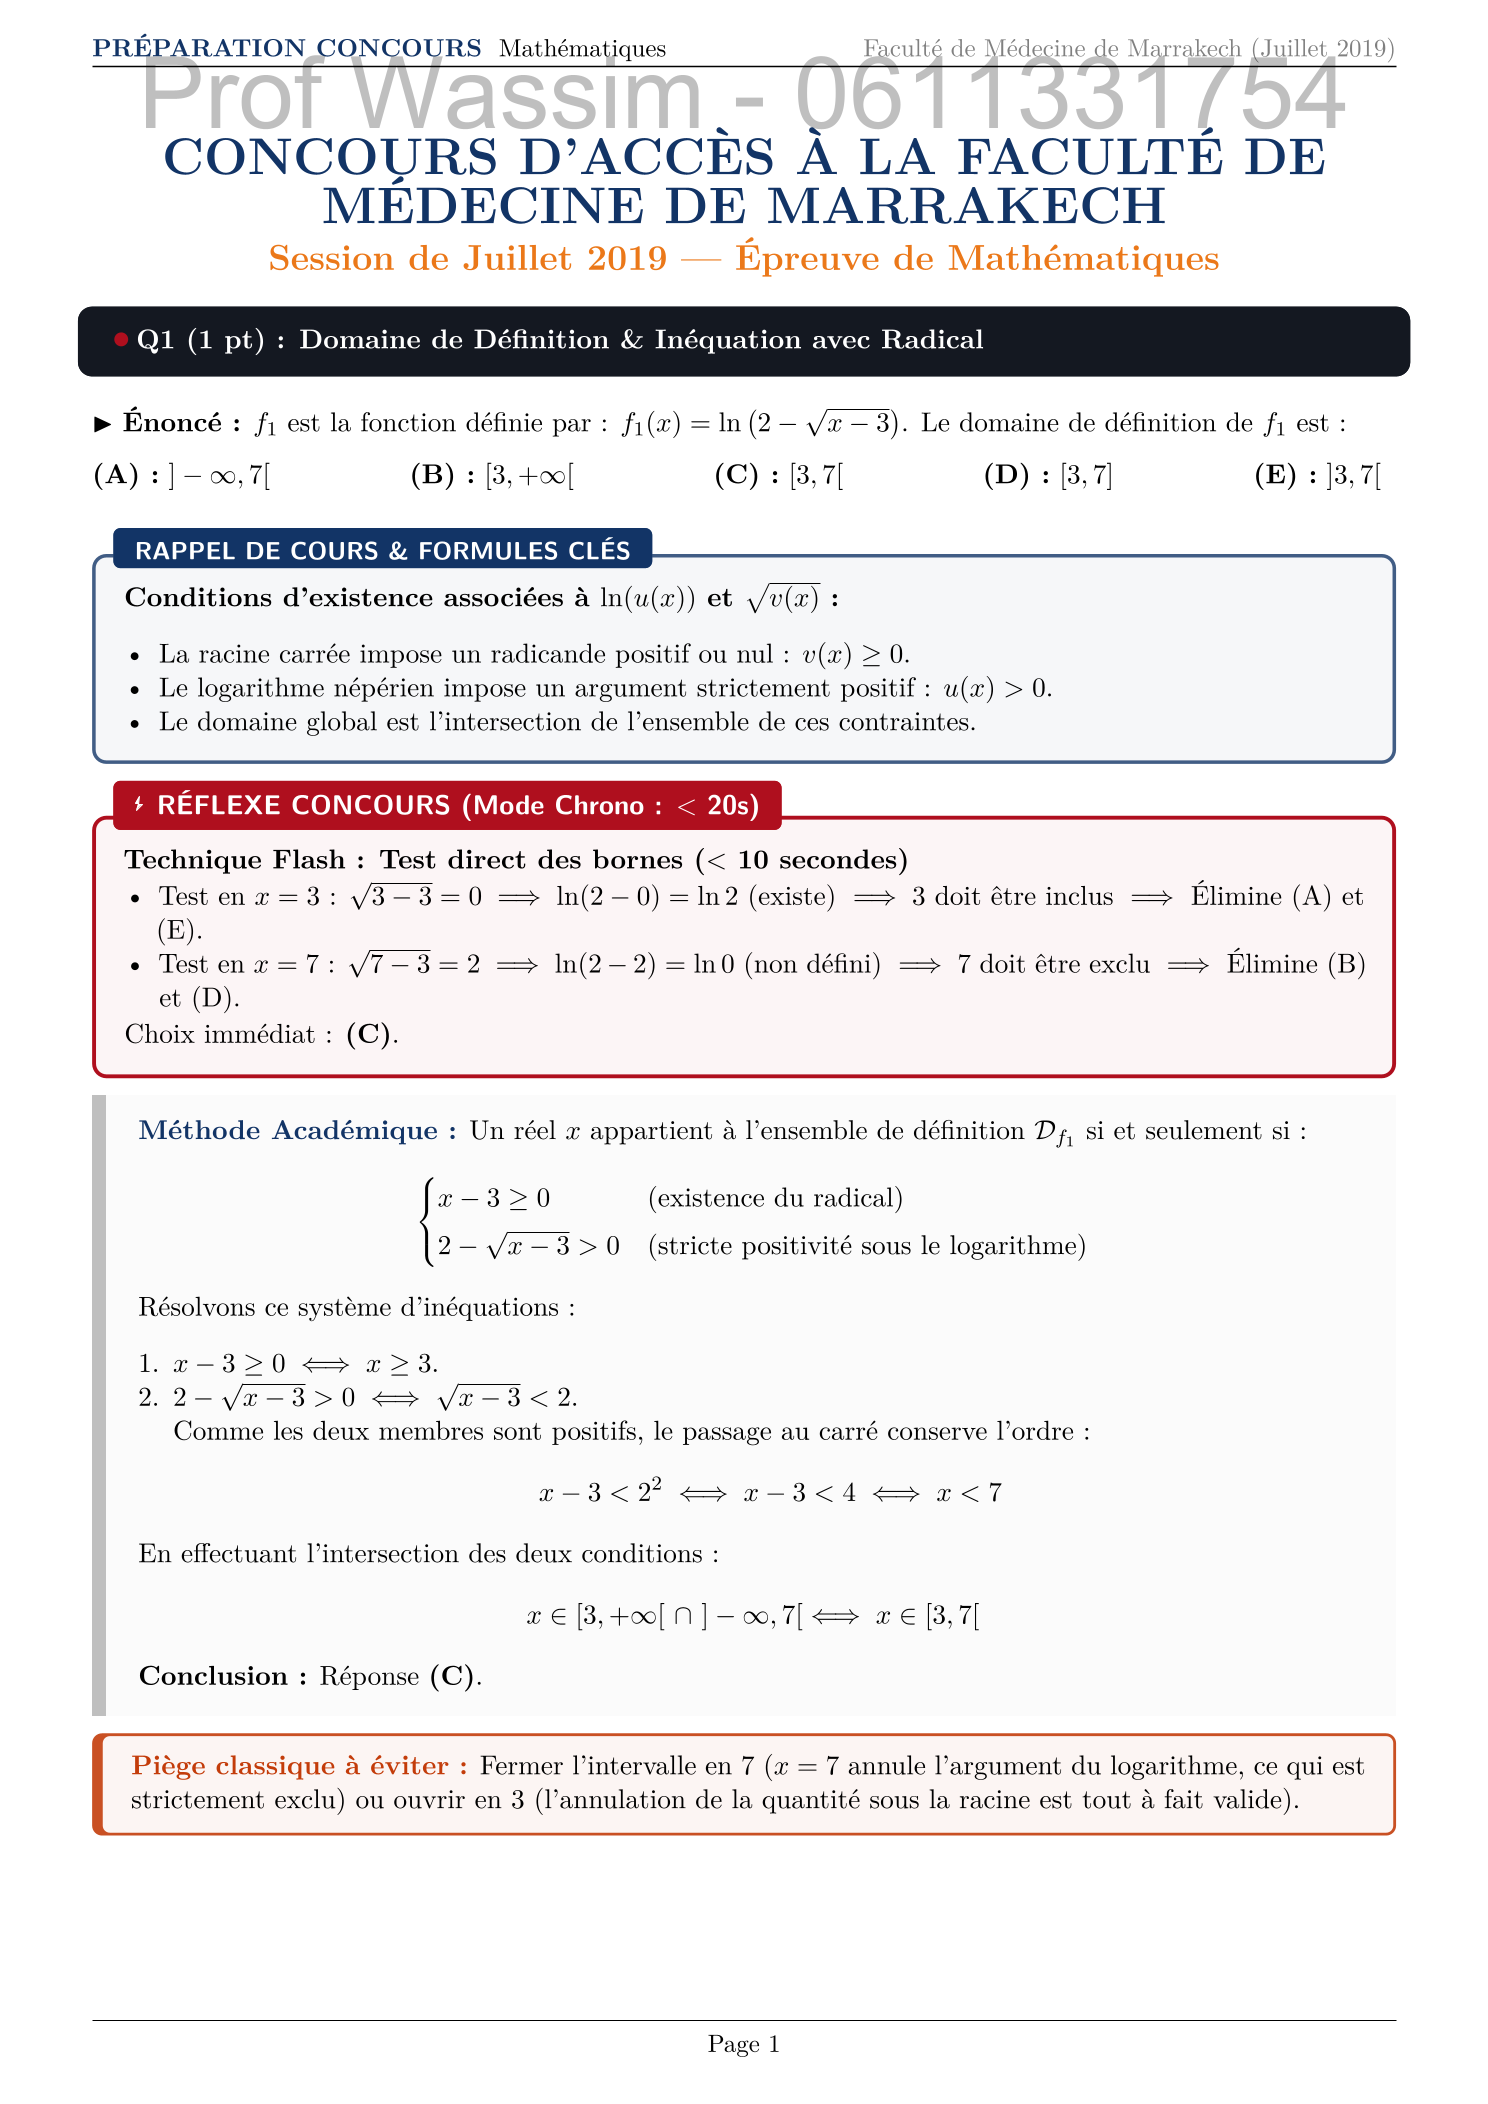 PRÉPARATION CONCOURS Mathématiques Faculté de Médecine de Marrakech (Juillet 2019)
Prof Wassim - 0611331754
CONCOURS D'ACCÈS À LA FACULTÉ DE
MÉDECINE DE MARRAKECH
Session de Juillet 2019 — Épreuve de Mathématiques
● Q1 (1 pt) : Domaine de Définition & Inéquation avec Radical
► Énoncé : f₁ est la fonction définie par : f₁(x) = ln (2 − √(x − 3)). Le domaine de définition de f₁ est :
(A) : ] − ∞, 7[ (B) : [3, +∞[ (C) : [3, 7[ (D) : [3, 7] (E) : ]3, 7[
RAPPEL DE COURS & FORMULES CLÉS
Conditions d'existence associées à ln(u(x)) et √(v(x)) :
• La racine carrée impose un radicande positif ou nul : v(x) ≥ 0.
• Le logarithme népérien impose un argument strictement positif : u(x) > 0.
• Le domaine global est l'intersection de l'ensemble de ces contraintes.
⚡ RÉFLEXE CONCOURS (Mode Chrono : < 20s)
Technique Flash : Test direct des bornes (< 10 secondes)
• Test en x = 3 : √(3 − 3) = 0 ⟹ ln(2 − 0) = ln 2 (existe) ⟹ 3 doit être inclus ⟹ Élimine (A) et
(E).
• Test en x = 7 : √(7 − 3) = 2 ⟹ ln(2 − 2) = ln 0 (non défini) ⟹ 7 doit être exclu ⟹ Élimine (B)
et (D).
Choix immédiat : (C).
Méthode Académique : Un réel x appartient à l'ensemble de définition 𝒟f₁ si et seulement si :
{ x − 3 ≥ 0 (existence du radical)
2 − √(x − 3) > 0 (stricte positivité sous le logarithme)
Résolvons ce système d'inéquations :
1. x − 3 ≥ 0 ⟺ x ≥ 3.
2. 2 − √(x − 3) > 0 ⟺ √(x − 3) < 2.
Comme les deux membres sont positifs, le passage au carré conserve l'ordre :
x − 3 < 2² ⟺ x − 3 < 4 ⟺ x < 7
En effectuant l'intersection des deux conditions :
x ∈ [3, +∞[ ∩ ] − ∞, 7[ ⟺ x ∈ [3, 7[
Conclusion : Réponse (C).
Piège classique à éviter : Fermer l'intervalle en 7 (x = 7 annule l'argument du logarithme, ce qui est
strictement exclu) ou ouvrir en 3 (l'annulation de la quantité sous la racine est tout à fait valide).
Page 1